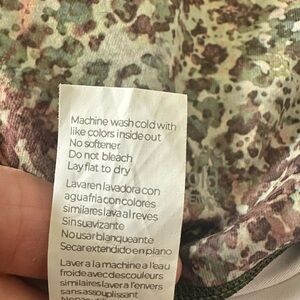 Machine wash cold with
like colors inside out
No softener
Do not bleach
Lay flat to dry
Lavar en lavadora con
agua fria con colores
similares lava al reves
Sin suavizante
No usar blanqueante
Secar extendido en plano
Laver a la machine a l'eau
froide avec des couleurs
similaires laver a l'envers
sans assouplissant